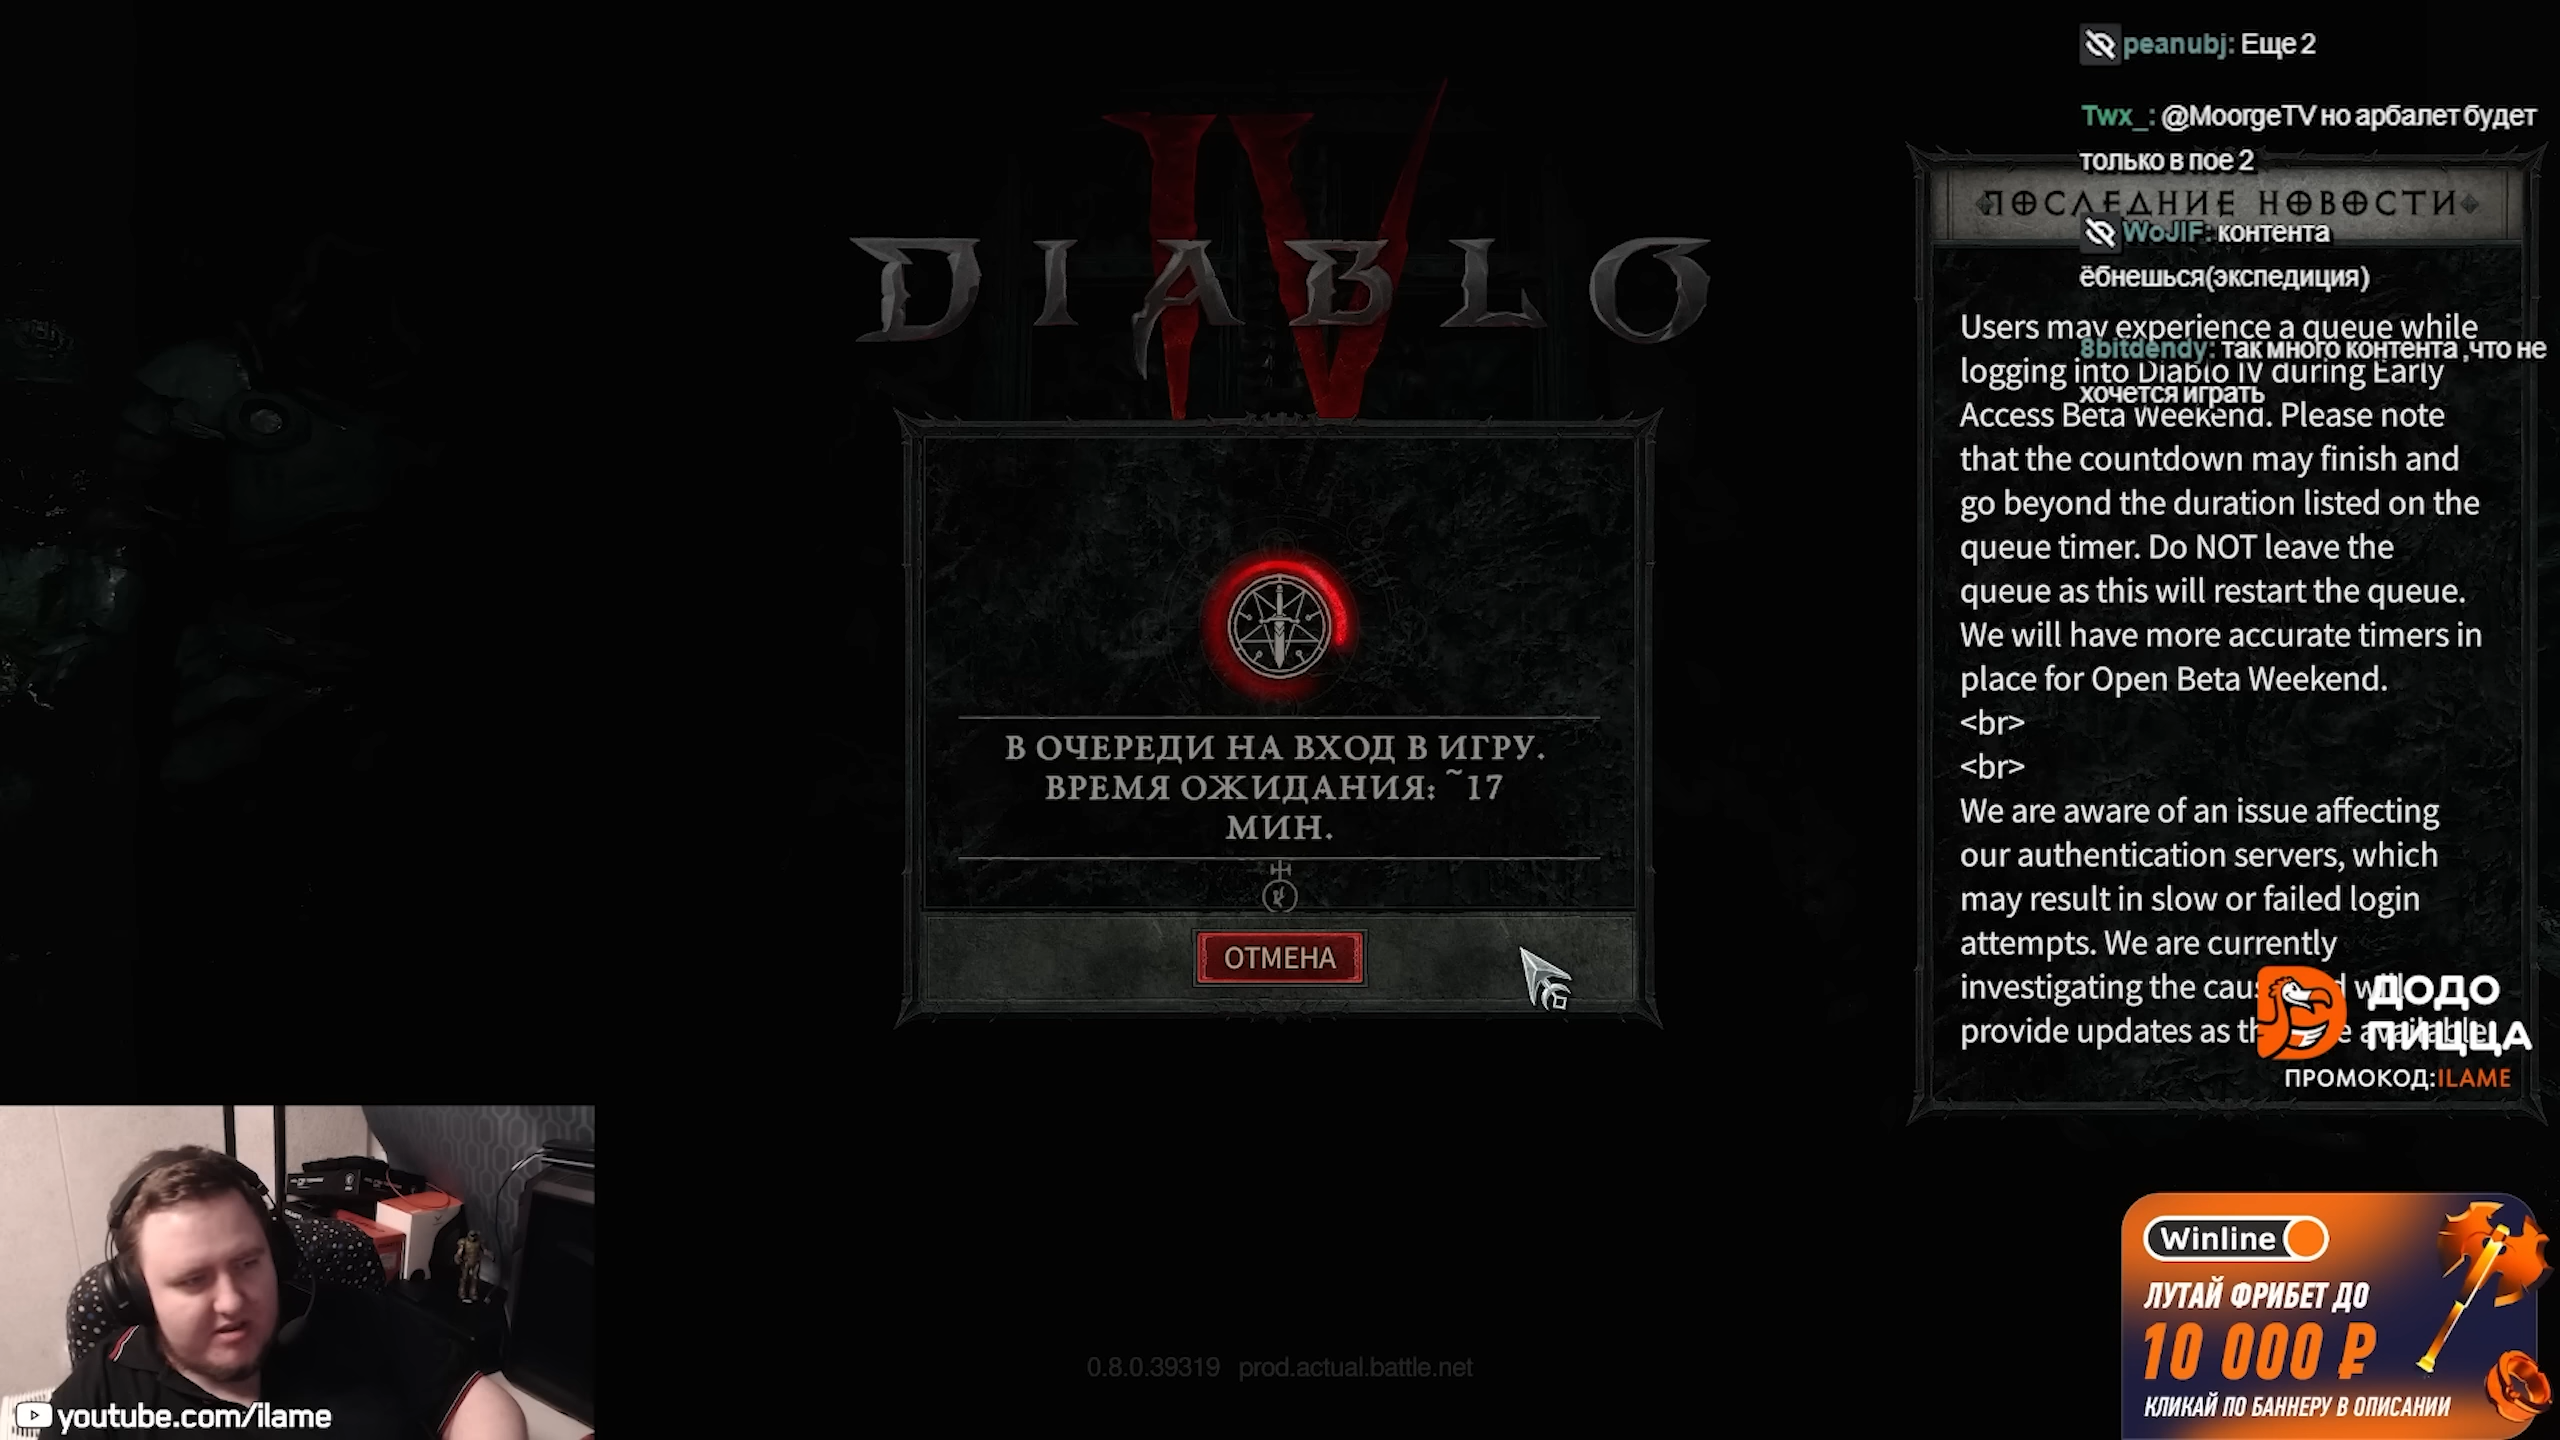 peanubj: Еще 2
Twx_: @MoorgeTV но арбалет будет
только в пое 2
ПОСЛЕДНИЕ НОВОСТИ
WoJIF: контента
ёбнешься(экспедиция)
Users may experience a queue while
8bitdendy: так много контента ,что не
logging into Diablo IV during Early
хочется играть
Access Beta Weekend. Please note
that the countdown may finish and
go beyond the duration listed on the
queue timer. Do NOT leave the
queue as this will restart the queue.
We will have more accurate timers in
place for Open Beta Weekend.
<br>
<br>
We are aware of an issue affecting
our authentication servers, which
may result in slow or failed login
attempts. We are currently
investigating the
provide updates as
DIABLO
IV
В ОЧЕРЕДИ НА ВХОД В ИГРУ.
ВРЕМЯ ОЖИДАНИЯ: ~17
МИН.
ОТМЕНА
ДОДО
ПИЦЦА
ПРОМОКОД:ILAME
Winline
ЛУТАЙ ФРИБЕТ ДО
10 000 ₽
КЛИКАЙ ПО БАННЕРУ В ОПИСАНИИ
0.8.0.39319 prod.actual.battle.net
youtube.com/ilame